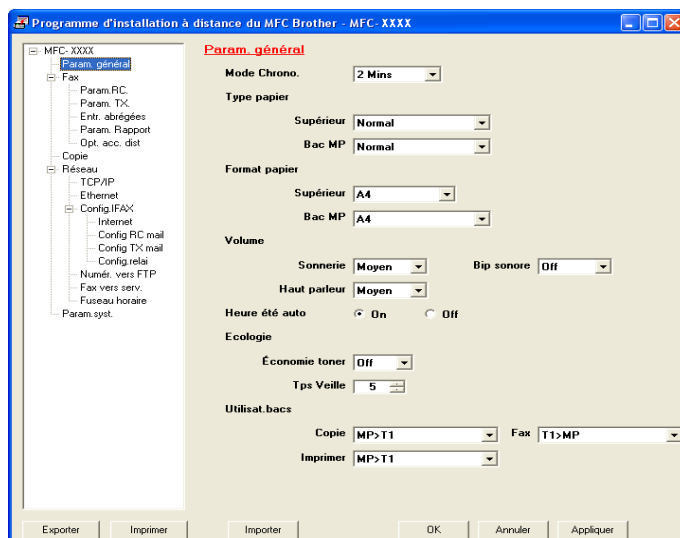 Programme d'installation à distance du MFC Brother - MFC-XXXX
MFC- XXXX
Param. général
Fax
Param.RC.
Param. TX.
Entr. abrégées
Param. Rapport
Opt. acc. dist
Copie
Réseau
TCP/IP
Ethernet
Config.IFAX
Internet
Config RC mail
Config TX mail
Config.relai
Numér. vers FTP
Fax vers serv.
Fuseau horaire
Param.syst.
Param. général
Mode Chrono. 2 Mins
Type papier
Supérieur Normal
Bac MP Normal
Format papier
Supérieur A4
Bac MP A4
Volume
Sonnerie Moyen Bip sonore Off
Haut parleur Moyen
Heure été auto On Off
Ecologie
Économie toner Off
Tps Veille 5
Utilisat.bacs
Copie MP>T1 Fax T1>MP
Imprimer MP>T1
Exporter Imprimer Importer OK Annuler Appliquer